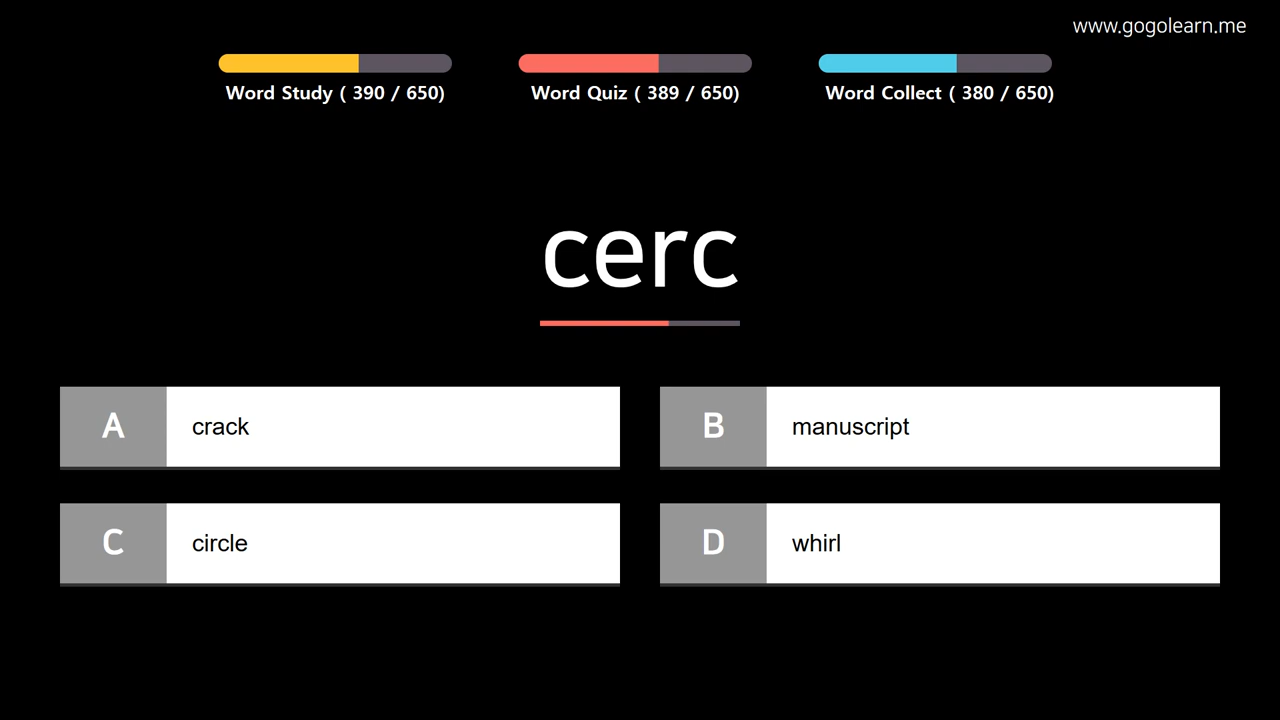 www.gogolearn.me
Word Study ( 390 / 650)
Word Quiz ( 389 / 650)
Word Collect ( 380 / 650)
cerc
A crack
B manuscript
C circle
D whirl